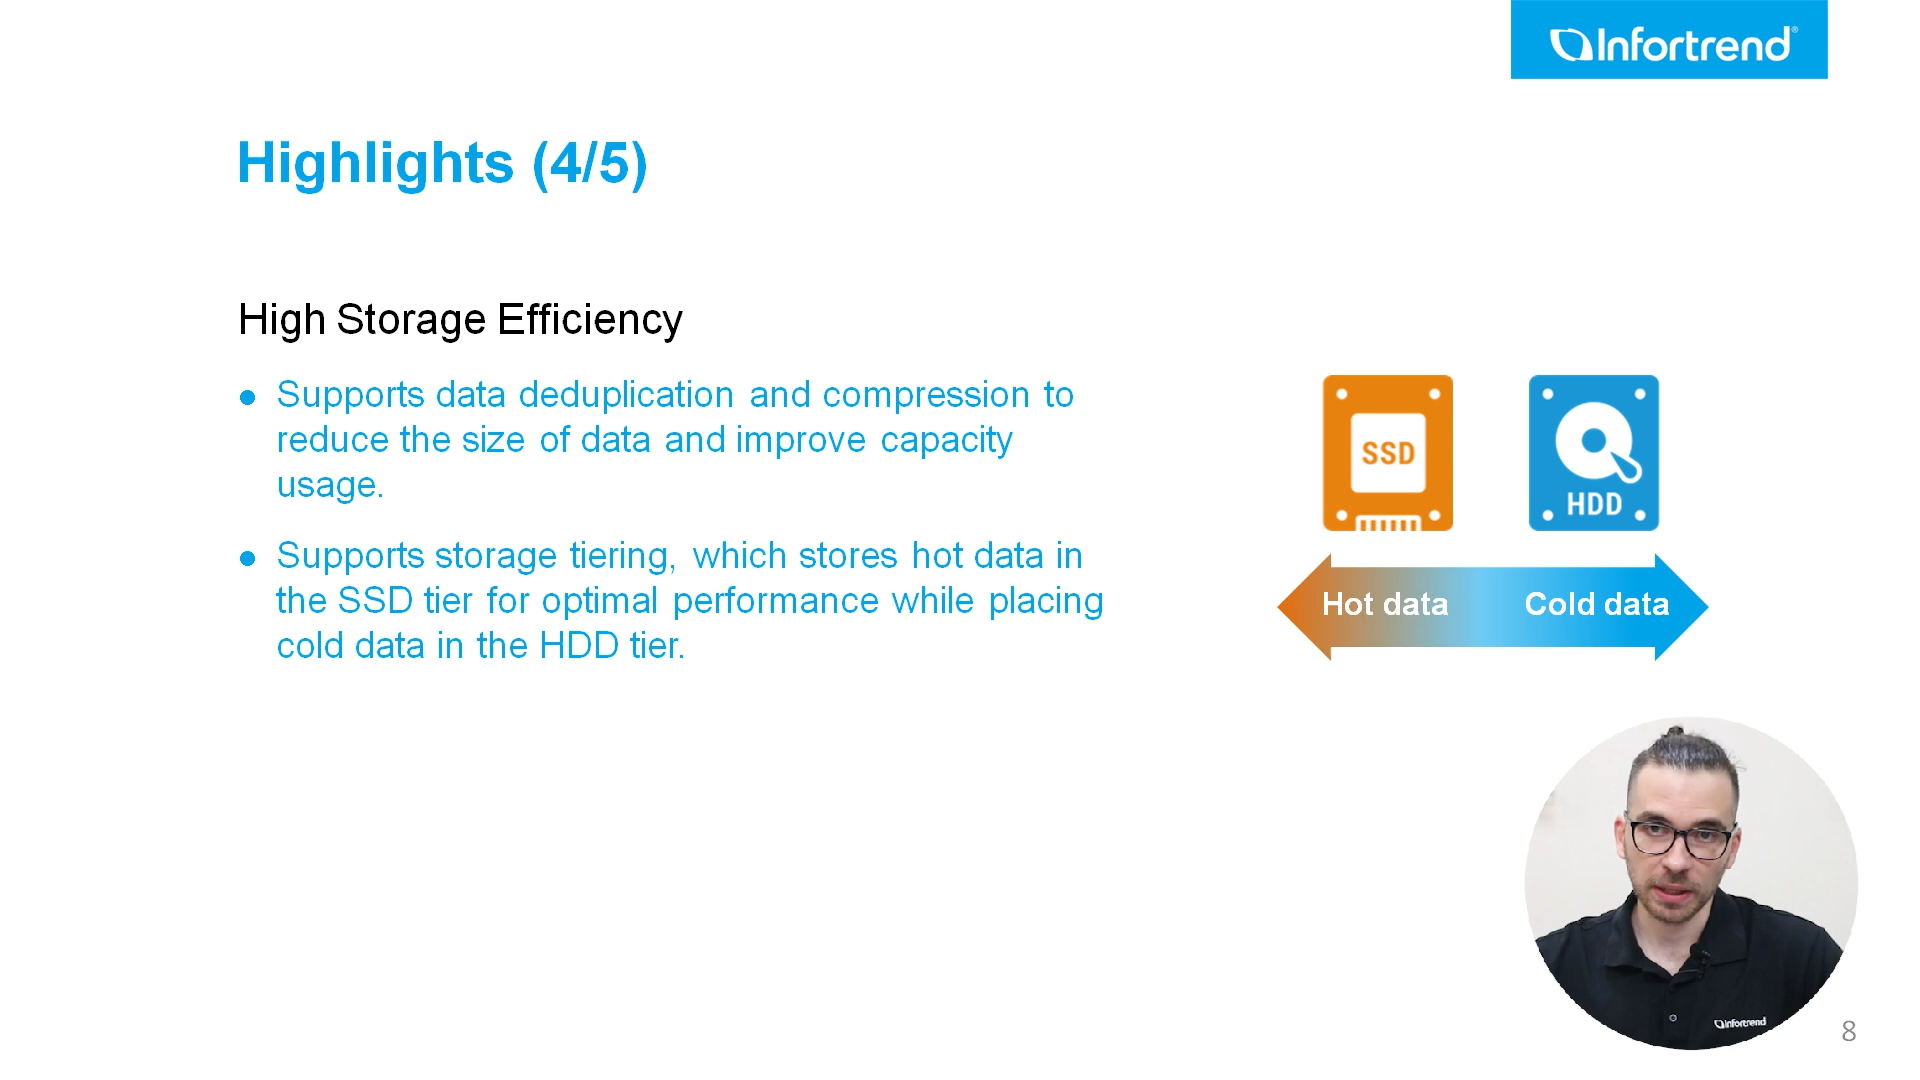 Infortrend®
Highlights (4/5)
High Storage Efficiency
● Supports data deduplication and compression to
reduce the size of data and improve capacity
usage.
● Supports storage tiering, which stores hot data in
the SSD tier for optimal performance while placing
cold data in the HDD tier.
SSD
HDD
Hot data
Cold data
Infortrend
8